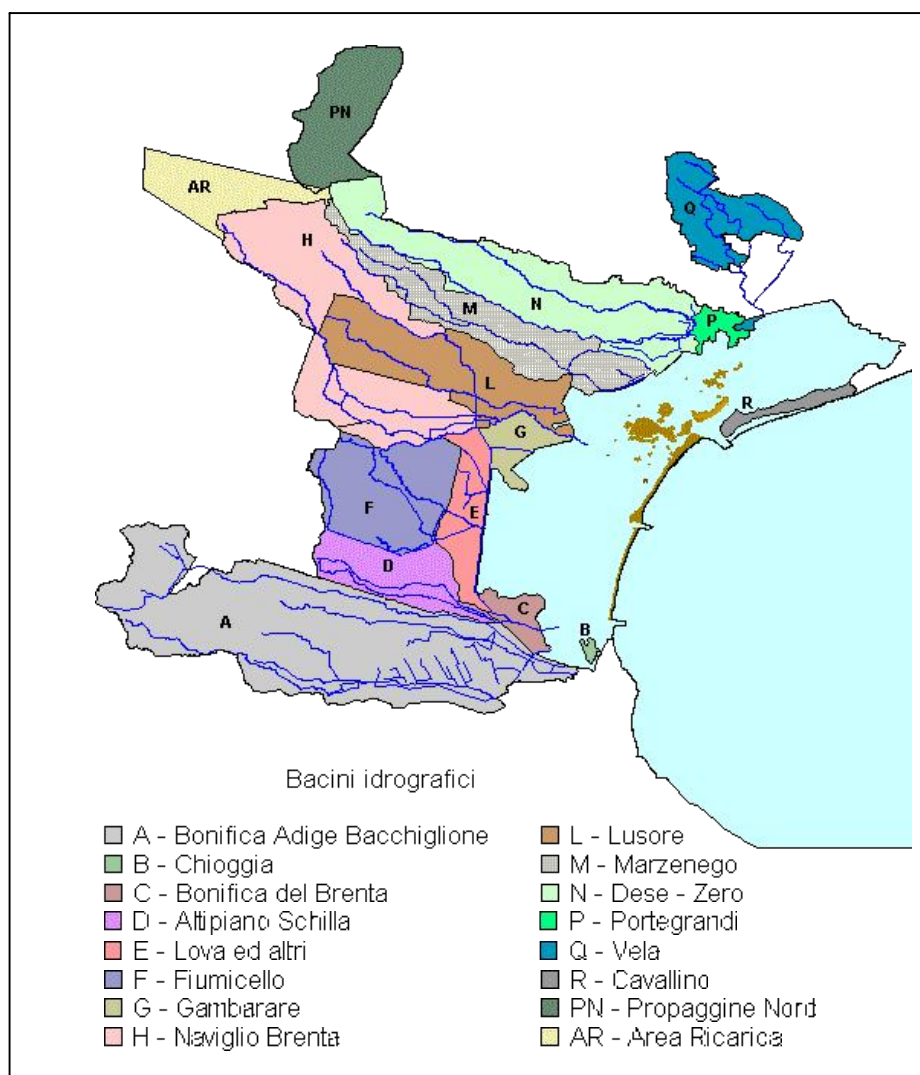 PN
AR
Q
H
N
M
P
L
R
G
E
F
D
C
A
B
Bacini idrografici
A - Bonifica Adige Bacchiglione
B - Chioggia
C - Bonifica del Brenta
D - Altipiano Schilla
E - Lova ed altri
F - Fiumicello
G - Gambarare
H - Naviglio Brenta
L - Lusore
M - Marzenego
N - Dese - Zero
P - Portegrandi
Q - Vela
R - Cavallino
PN - Propaggine Nord
AR - Area Ricarica